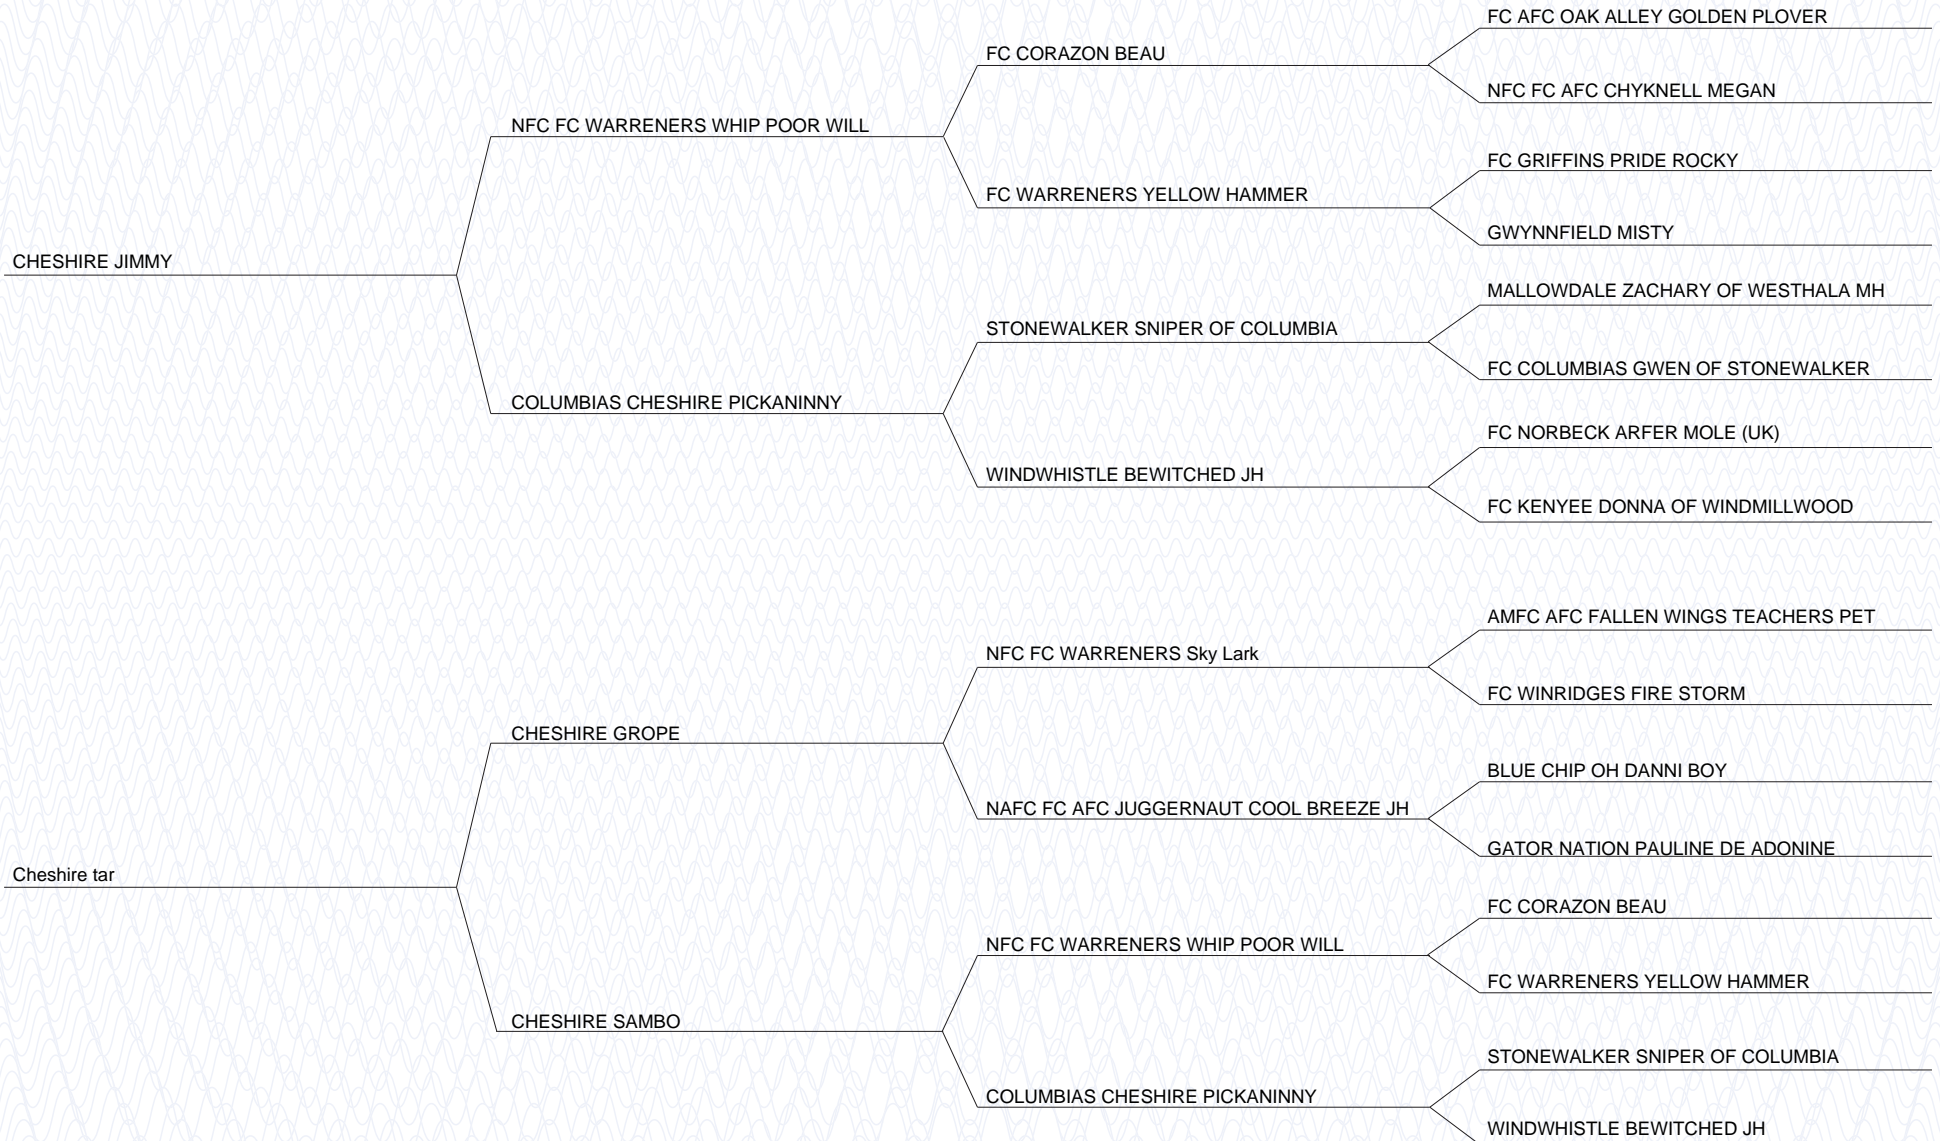 FC AFC OAK ALLEY GOLDEN PLOVER
FC CORAZON BEAU
NFC FC AFC CHYKNELL MEGAN
NFC FC WARRENERS WHIP POOR WILL
FC GRIFFINS PRIDE ROCKY
FC WARRENERS YELLOW HAMMER
GWYNNFIELD MISTY
CHESHIRE JIMMY
MALLOWDALE ZACHARY OF WESTHALA MH
STONEWALKER SNIPER OF COLUMBIA
FC COLUMBIAS GWEN OF STONEWALKER
COLUMBIAS CHESHIRE PICKANINNY
FC NORBECK ARFER MOLE (UK)
WINDWHISTLE BEWITCHED JH
FC KENYEE DONNA OF WINDMILLWOOD
AMFC AFC FALLEN WINGS TEACHERS PET
NFC FC WARRENERS Sky Lark
FC WINRIDGES FIRE STORM
CHESHIRE GROPE
BLUE CHIP OH DANNI BOY
NAFC FC AFC JUGGERNAUT COOL BREEZE JH
GATOR NATION PAULINE DE ADONINE
Cheshire tar
FC CORAZON BEAU
NFC FC WARRENERS WHIP POOR WILL
FC WARRENERS YELLOW HAMMER
CHESHIRE SAMBO
STONEWALKER SNIPER OF COLUMBIA
COLUMBIAS CHESHIRE PICKANINNY
WINDWHISTLE BEWITCHED JH